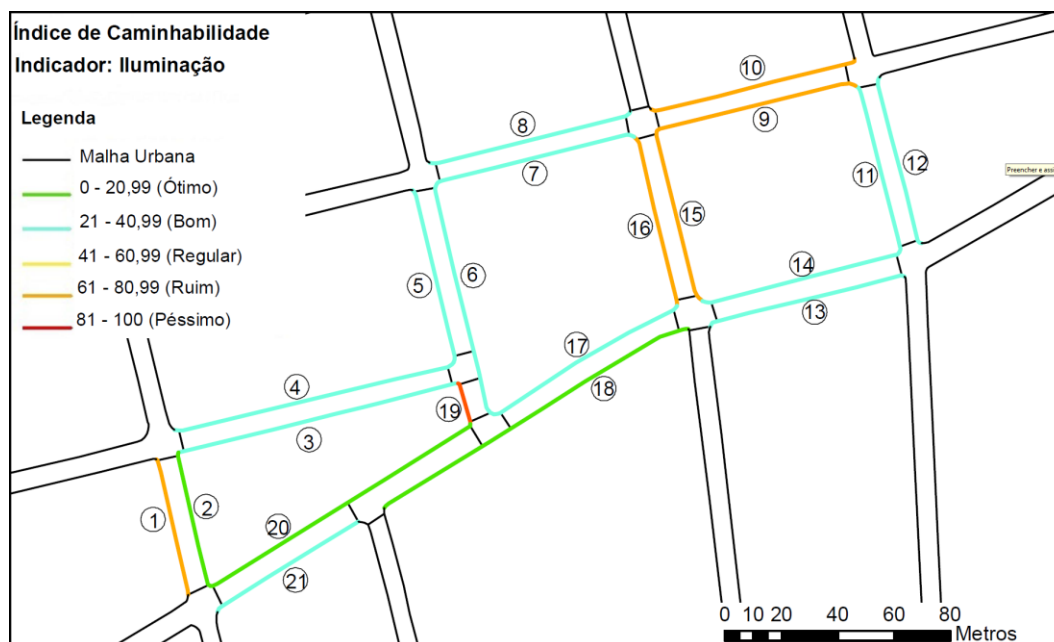 Índice de Caminhabilidade
Indicador: Iluminação
Legenda
Malha Urbana
0 - 20,99 (Ótimo)
21 - 40,99 (Bom)
41 - 60,99 (Regular)
61 - 80,99 (Ruim)
81 - 100 (Péssimo)
10
9
8
7
11
12
Preencher e assi
16
15
5
6
14
13
17
18
4
3
19
1
2
20
21
0 10 20 40 60 80
Metros